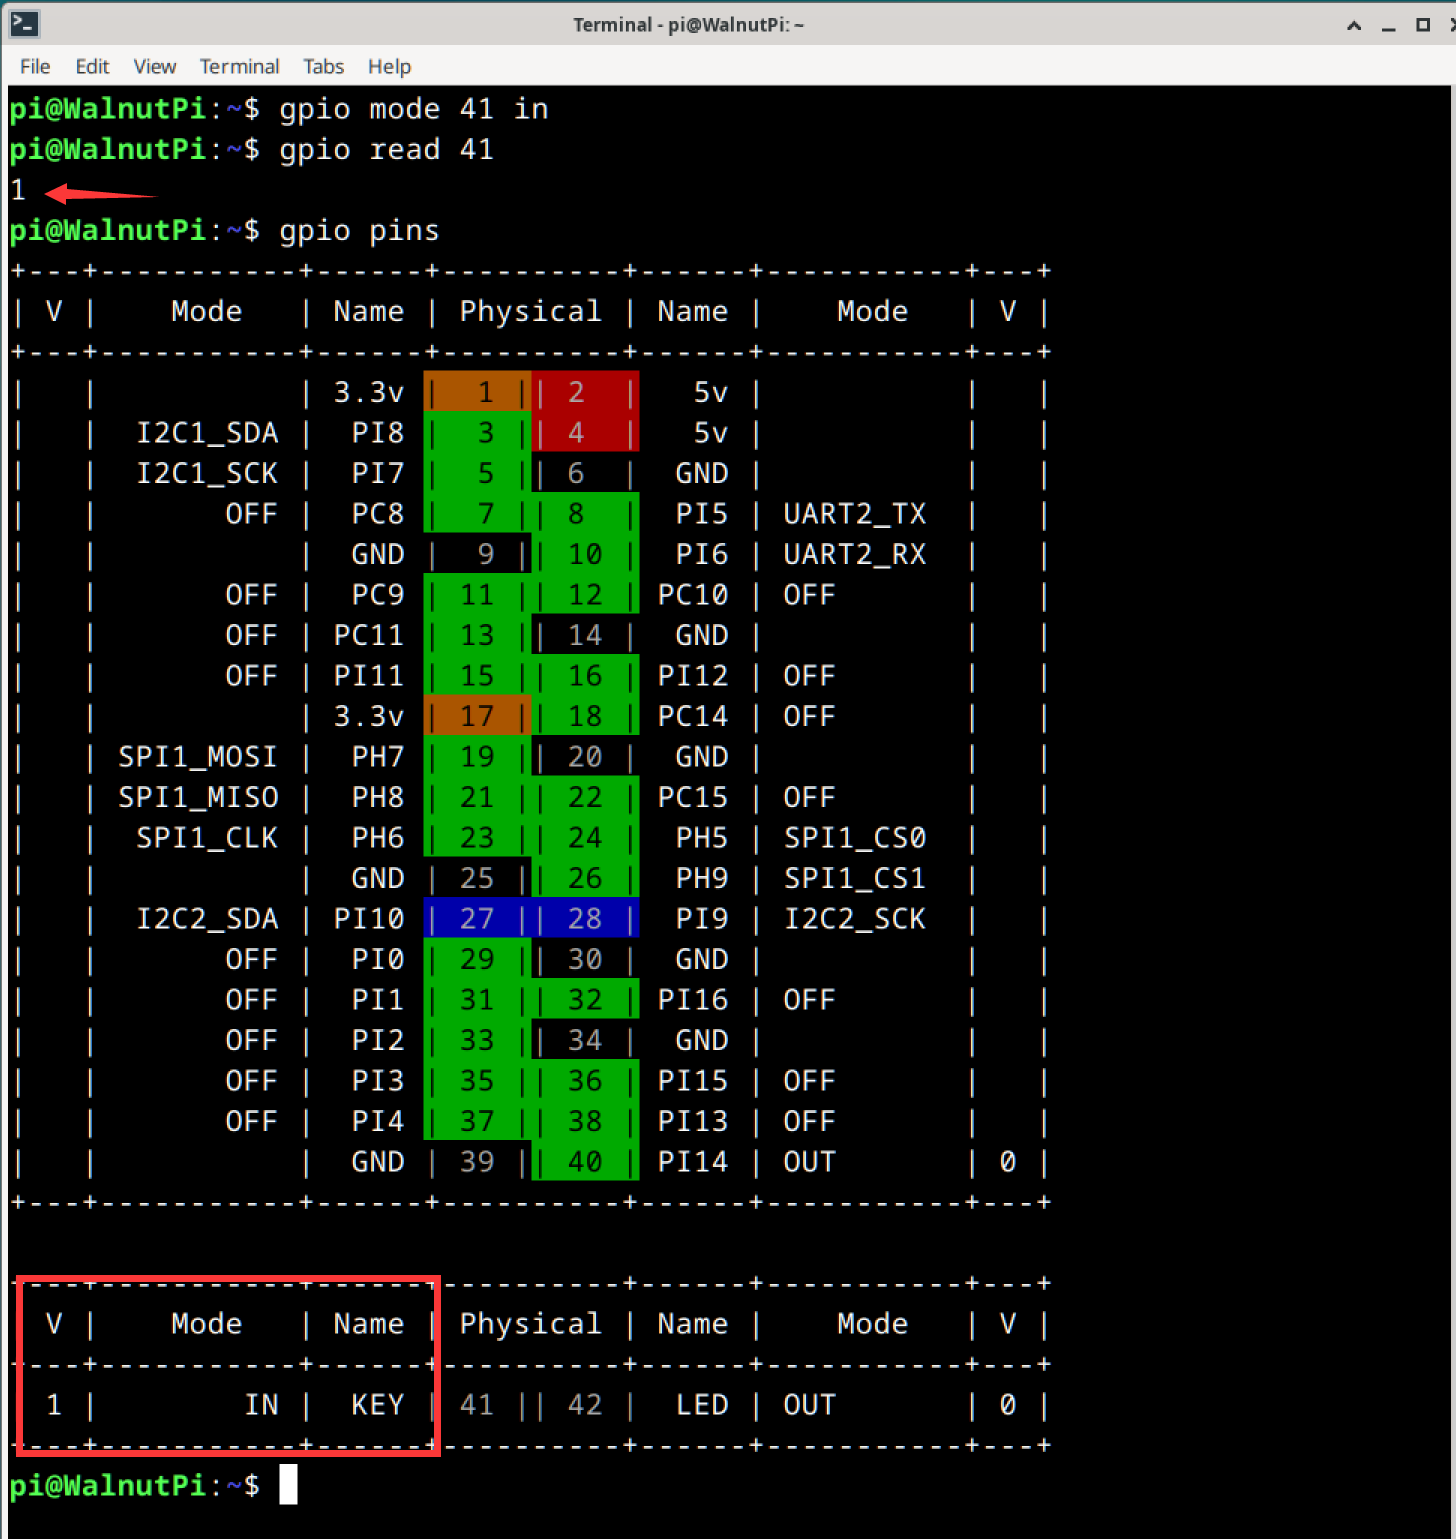 Terminal - pi@WalnutPi: ~
File Edit View Terminal Tabs Help
pi@WalnutPi:~$ gpio mode 41 in
pi@WalnutPi:~$ gpio read 41
1
pi@WalnutPi:~$ gpio pins
+---+-----------+------+----------+------+-----------+---+
| V |    Mode   | Name | Physical | Name |    Mode   | V |
+---+-----------+------+----------+------+-----------+---+
|   |           | 3.3v |  1 || 2  |   5v |           |   |
|   |  I2C1_SDA |  PI8 |  3 || 4  |   5v |           |   |
|   |  I2C1_SCK |  PI7 |  5 || 6  |  GND |           |   |
|   |       OFF |  PC8 |  7 || 8  |  PI5 | UART2_TX  |   |
|   |           |  GND |  9 || 10 |  PI6 | UART2_RX  |   |
|   |       OFF |  PC9 | 11 || 12 | PC10 | OFF       |   |
|   |       OFF | PC11 | 13 || 14 |  GND |           |   |
|   |       OFF | PI11 | 15 || 16 | PI12 | OFF       |   |
|   |           | 3.3v | 17 || 18 | PC14 | OFF       |   |
|   | SPI1_MOSI |  PH7 | 19 || 20 |  GND |           |   |
|   | SPI1_MISO |  PH8 | 21 || 22 | PC15 | OFF       |   |
|   |  SPI1_CLK |  PH6 | 23 || 24 |  PH5 | SPI1_CS0  |   |
|   |           |  GND | 25 || 26 |  PH9 | SPI1_CS1  |   |
|   |  I2C2_SDA | PI10 | 27 || 28 |  PI9 | I2C2_SCK  |   |
|   |       OFF |  PI0 | 29 || 30 |  GND |           |   |
|   |       OFF |  PI1 | 31 || 32 | PI16 | OFF       |   |
|   |       OFF |  PI2 | 33 || 34 |  GND |           |   |
|   |       OFF |  PI3 | 35 || 36 | PI15 | OFF       |   |
|   |       OFF |  PI4 | 37 || 38 | PI13 | OFF       |   |
|   |           |  GND | 39 || 40 | PI14 | OUT       | 0 |
+---+-----------+------+----------+------+-----------+---+
+---+-----------+------+----------+------+-----------+---+
| V |    Mode   | Name | Physical | Name |    Mode   | V |
+---+-----------+------+----------+------+-----------+---+
| 1 |        IN |  KEY | 41 || 42 |  LED | OUT       | 0 |
+---+-----------+------+----------+------+-----------+---+
pi@WalnutPi:~$